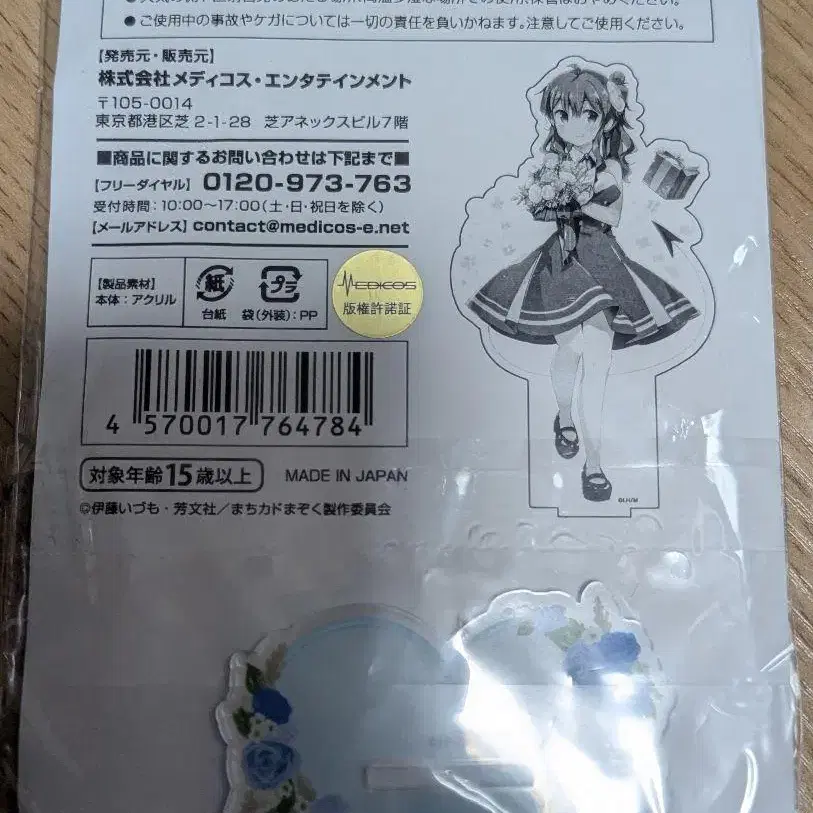 ●ご使用中の事故やケガについては一切の責任を負いかねます。注意してご使用ください。
【発売元・販売元】
株式会社メディコス・エンタテインメント
〒105-0014
東京都港区芝2-1-28 芝アネックスビル7階
■商品に関するお問い合わせは下記まで■
【フリーダイヤル】 0120-973-763
受付時間：10:00〜17:00(土・日・祝日を除く)
【メールアドレス】 contact@medicos-e.net
【製品素材】
本体：アクリル
紙
台紙
プラ
袋(外装)：PP
MEDICOS
版権許諾証
4 570017 764784
対象年齢15歳以上
MADE IN JAPAN
©伊藤いづも・芳文社／まちカドまぞく製作委員会
©I.H/M